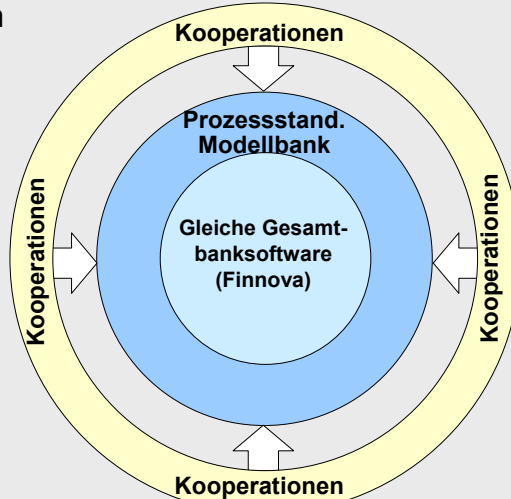 n
Kooperationen
Prozessstand.
Modellbank
Gleiche Gesamt-
banksoftware
(Finnova)
Kooperationen
Kooperationen
Kooperationen